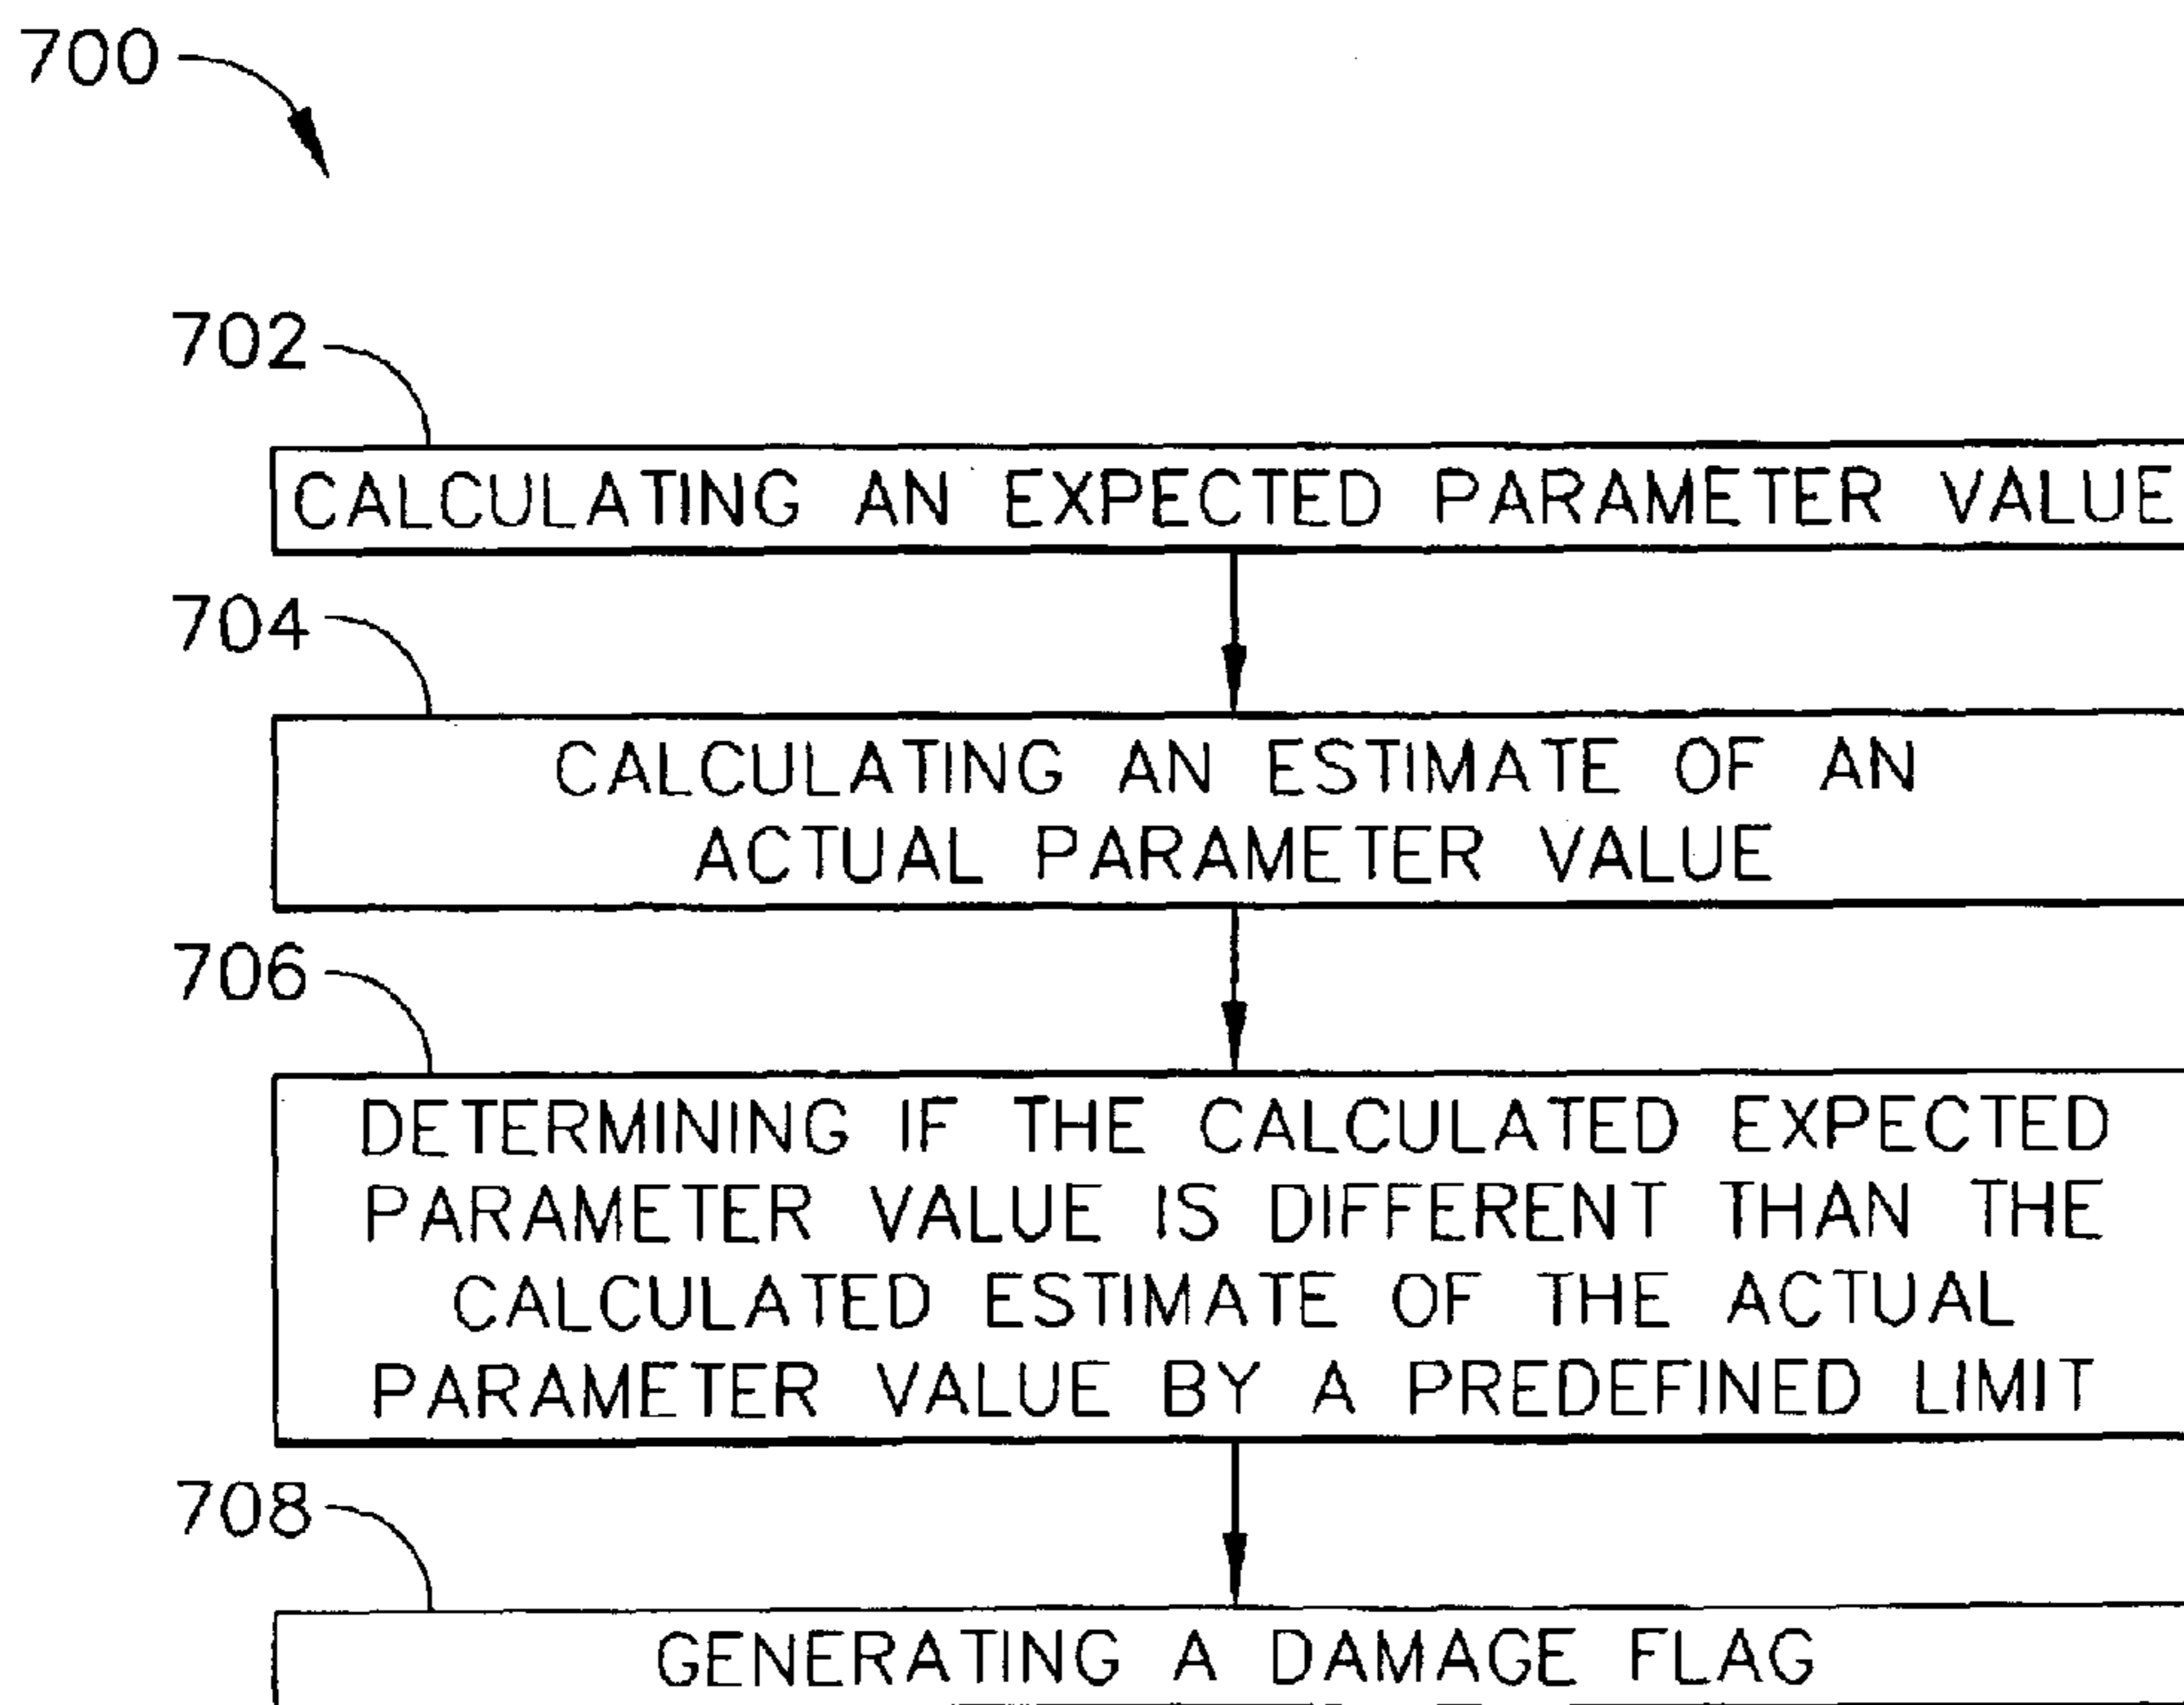 700
702
CALCULATING AN EXPECTED PARAMETER VALUE
704
CALCULATING AN ESTIMATE OF AN
ACTUAL PARAMETER VALUE
706
DETERMINING IF THE CALCULATED EXPECTED
PARAMETER VALUE IS DIFFERENT THAN THE
CALCULATED ESTIMATE OF THE ACTUAL
PARAMETER VALUE BY A PREDEFINED LIMIT
708
GENERATING A DAMAGE FLAG